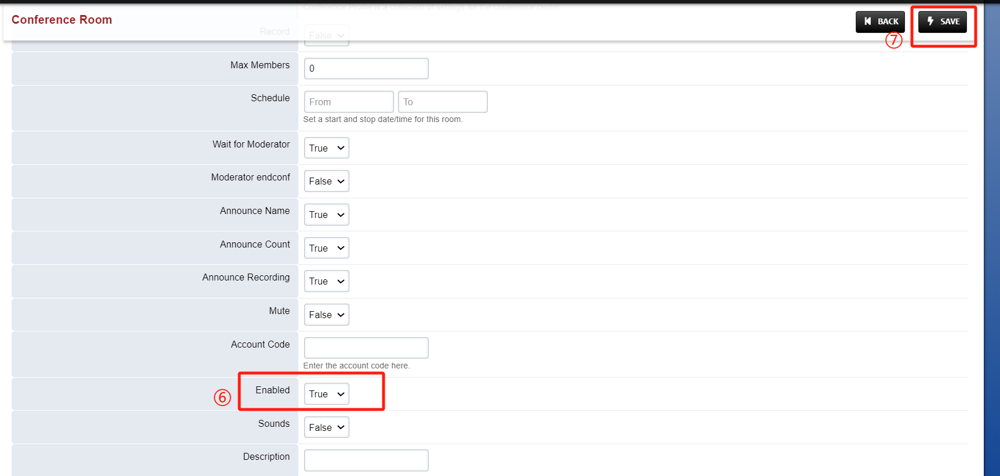 Conference Profile is a collection of settings for the conference center
Conference Room
BACK
SAVE
⑦
Record
False
Max Members
0
Schedule
From
To
Set a start and stop date/time for this room.
Wait for Moderator
True
Moderator endconf
False
Announce Name
True
Announce Count
True
Announce Recording
True
Mute
False
Account Code
Enter the account code here.
⑥
Enabled
True
Sounds
False
Description